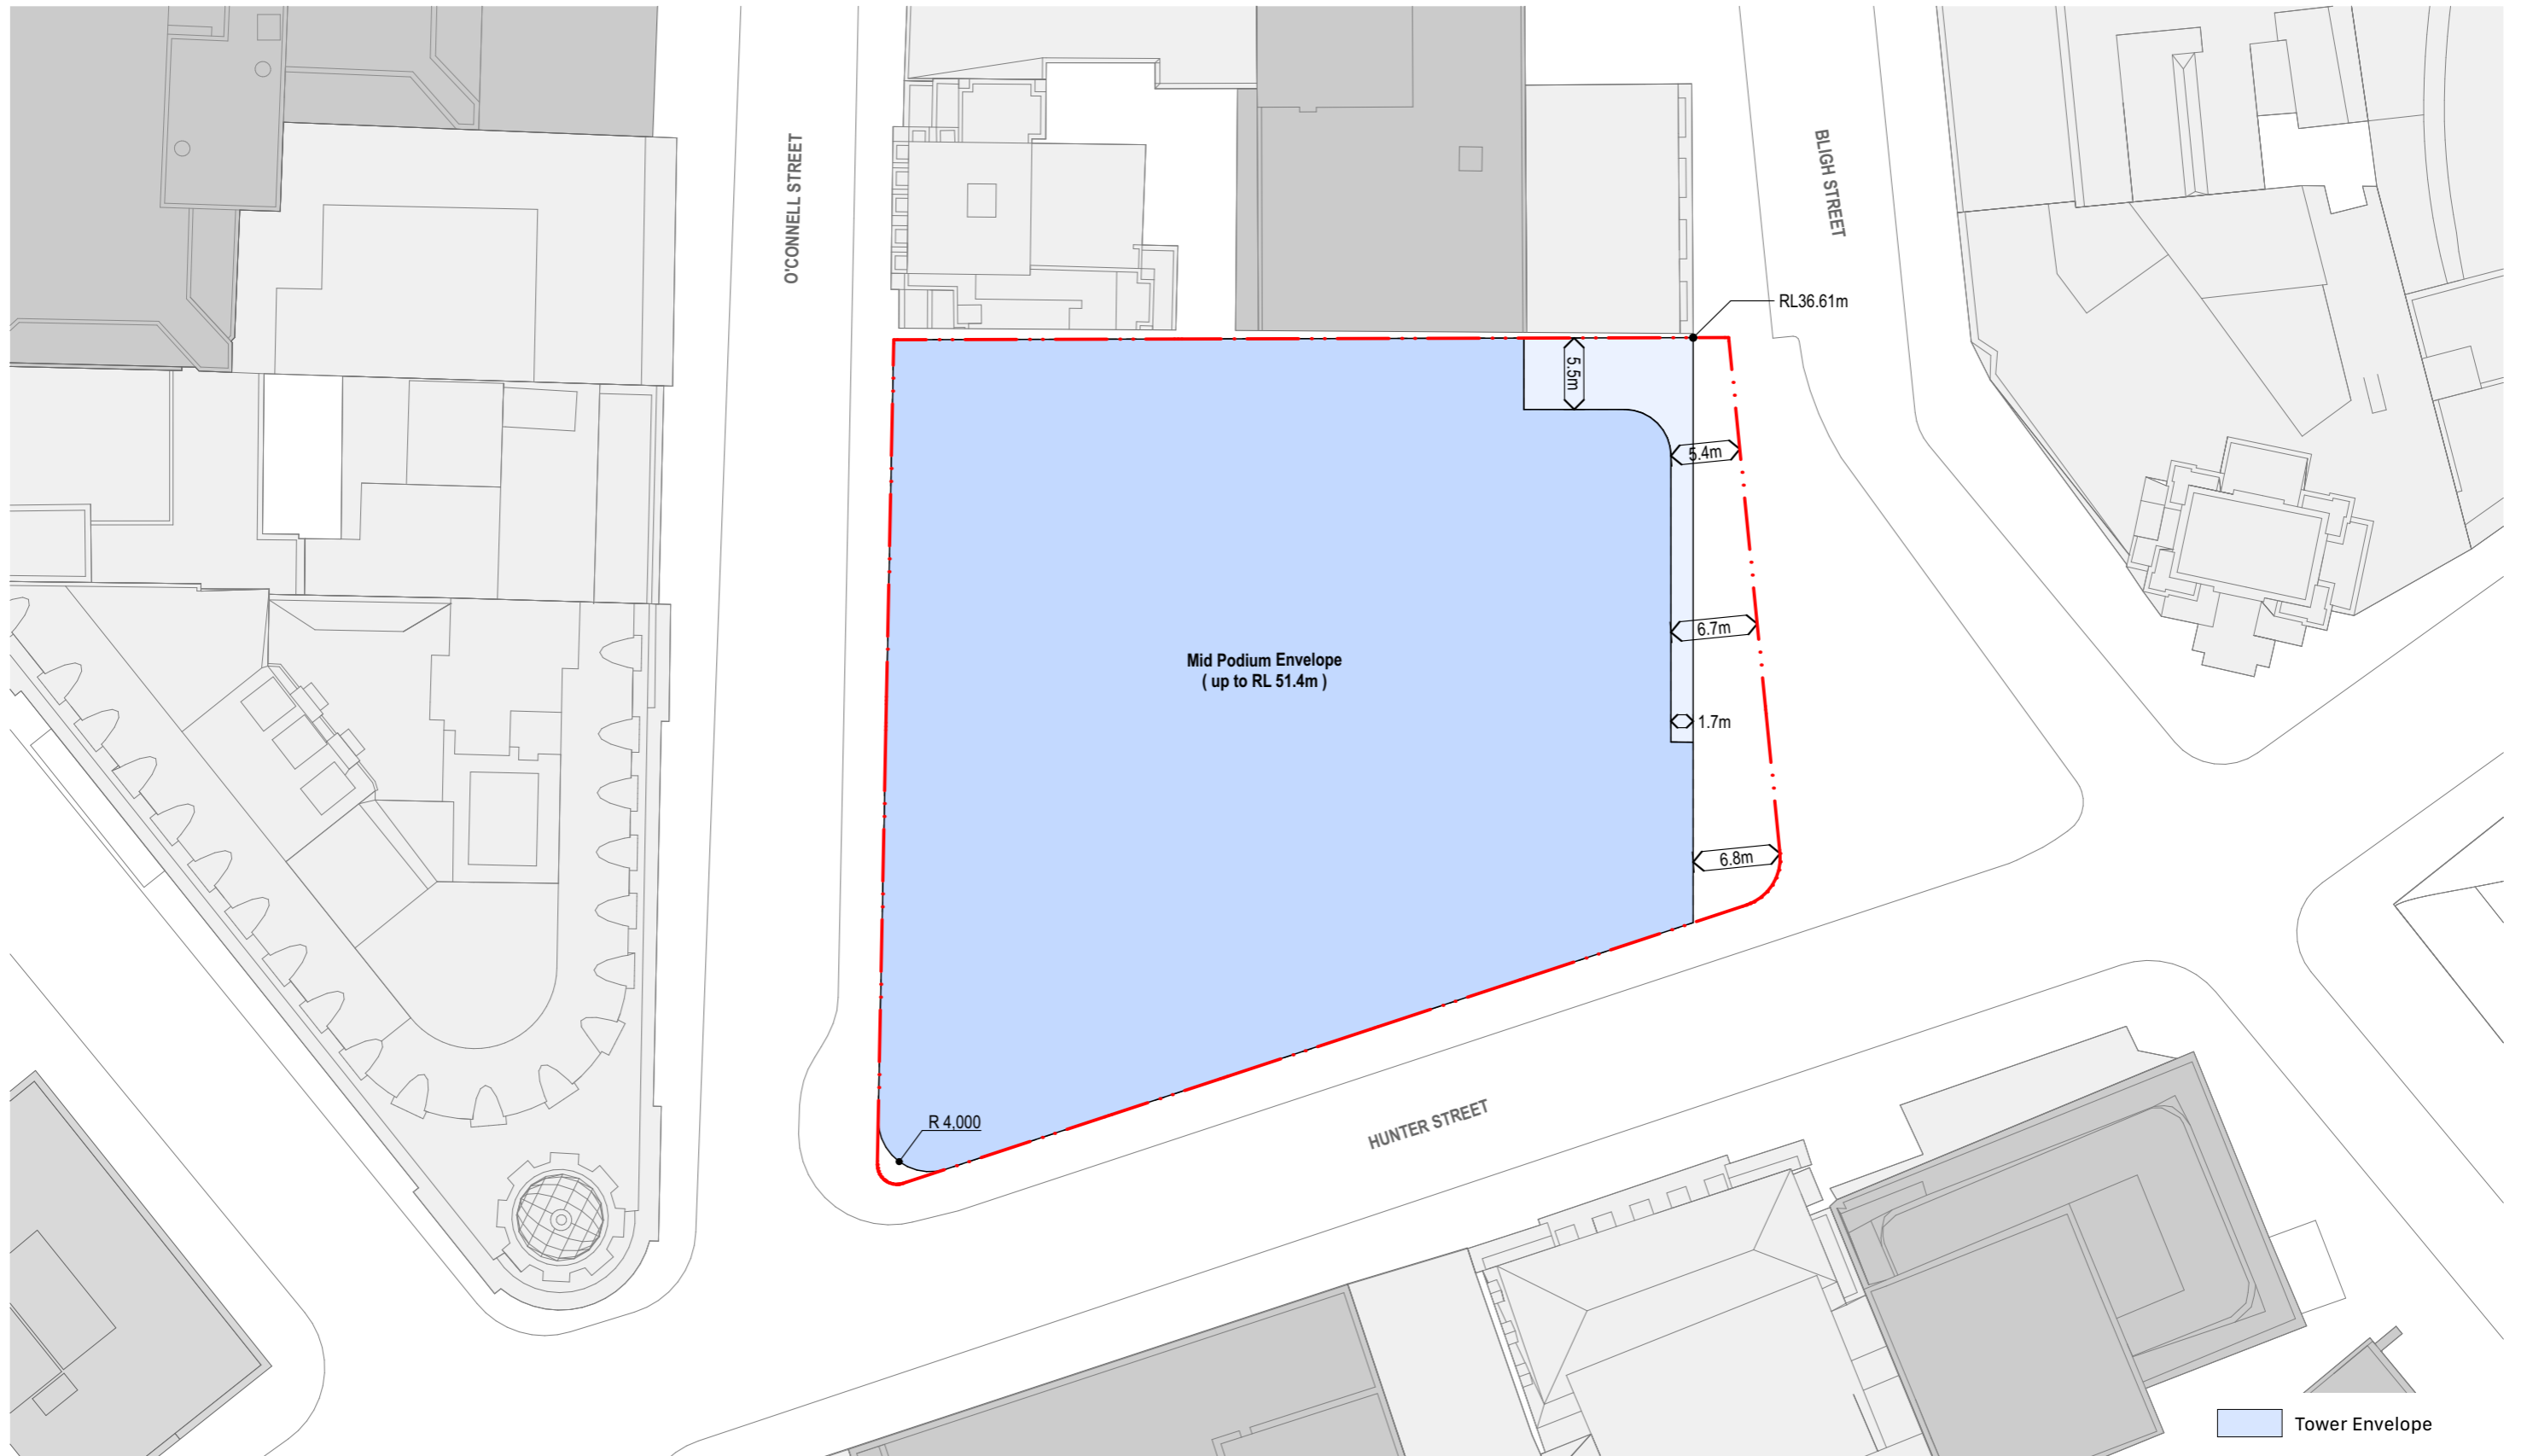 O'CONNELL STREET
BLIGH STREET
RL36.61m
5.5m
5.4m
6.7m
Mid Podium Envelope
( up to RL 51.4m )
1.7m
6.8m
R 4,000
HUNTER STREET
Tower Envelope